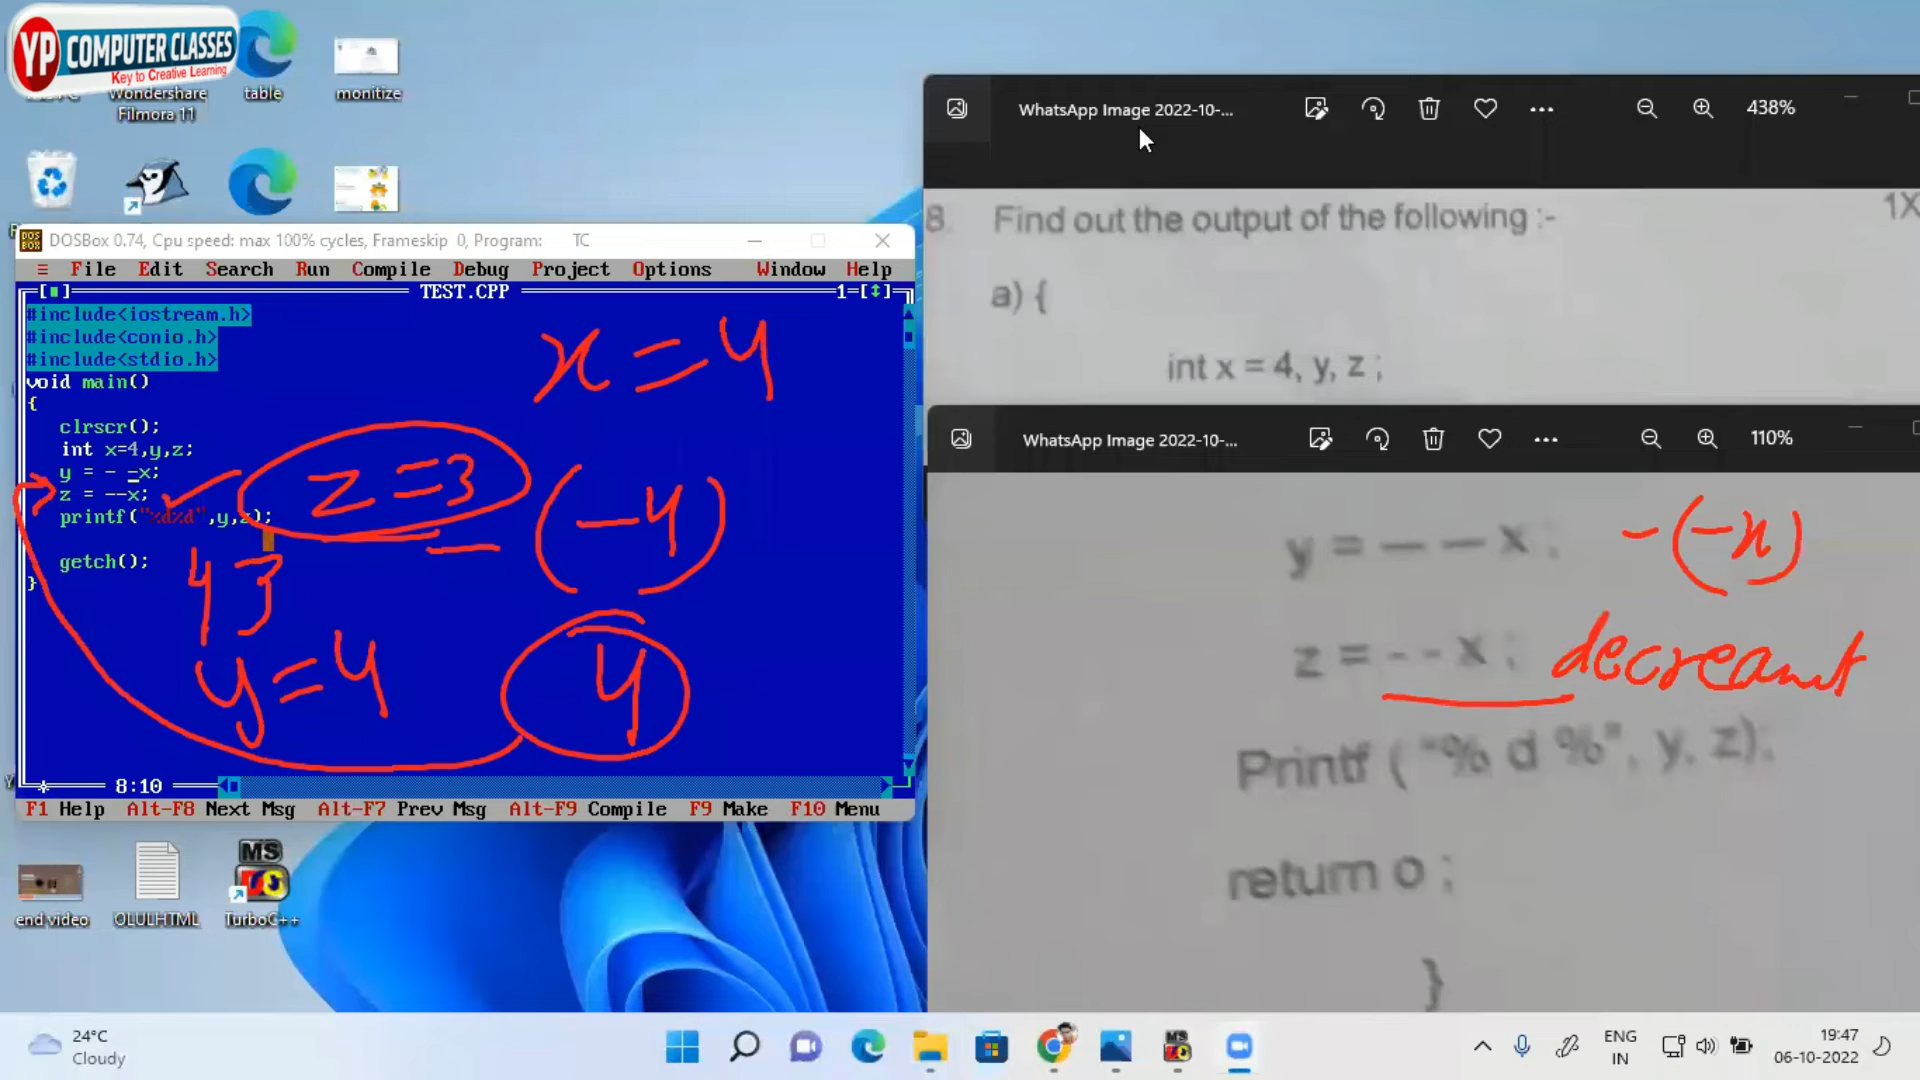 YP COMPUTER CLASSES
Key to Creative Learning
Wondershare
Filmora 11
table
monitize
DOSBox 0.74, Cpu speed: max 100% cycles, Frameskip 0, Program: TC
≡ File Edit Search Run Compile Debug Project Options Window Help
[■] TEST.CPP 1=[↕]
#include<iostream.h>
#include<conio.h>
#include<stdio.h>
void main()
{
clrscr();
int x=4,y,z;
y = - -x;
z = --x;
printf("%d%d",y,z);
getch();
}
x=4
z=3
(-4)
43
y=4
4
8:10
F1 Help Alt-F8 Next Msg Alt-F7 Prev Msg Alt-F9 Compile F9 Make F10 Menu
end video
OLULHTML
TurboC++
WhatsApp Image 2022-10-...
438%
8. Find out the output of the following :-
1X
a) {
int x = 4, y, z ;
WhatsApp Image 2022-10-...
110%
y = — — x ;
-(-x)
z = - - x ;
decreamt
Printf ( "% d %", y, z);
return o ;
}
24°C
Cloudy
ENG
IN
19:47
06-10-2022